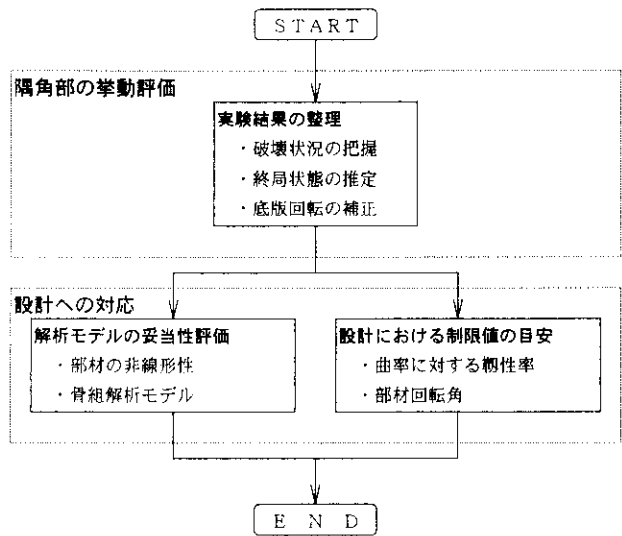 START
隅角部の挙動評価
実験結果の整理
・破壊状況の把握
・終局状態の推定
・底版回転の補正
設計への対応
解析モデルの妥当性評価
・部材の非線形性
・骨組解析モデル
設計における制限値の目安
・曲率に対する靱性率
・部材回転角
END